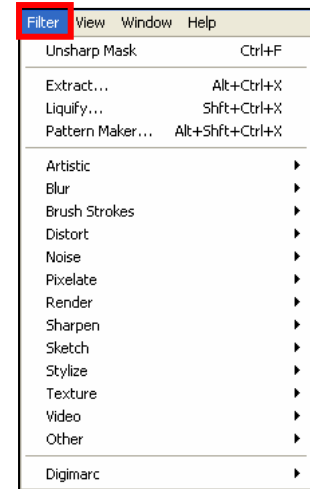 Filter View Window Help
Unsharp Mask Ctrl+F
Extract... Alt+Ctrl+X
Liquify... Shft+Ctrl+X
Pattern Maker... Alt+Shft+Ctrl+X
Artistic
Blur
Brush Strokes
Distort
Noise
Pixelate
Render
Sharpen
Sketch
Stylize
Texture
Video
Other
Digimarc